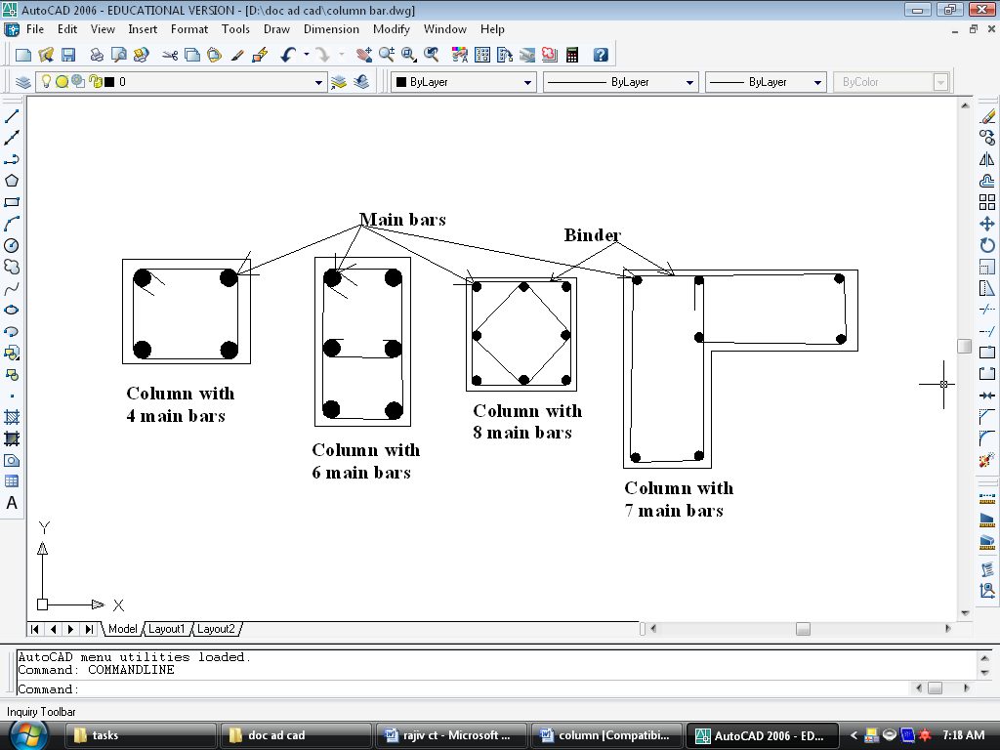 AutoCAD 2006 - EDUCATIONAL VERSION - [D:\doc ad cad\column bar.dwg]
File Edit View Insert Format Tools Draw Dimension Modify Window Help
0 ByLayer ByLayer ByLayer ByColor
Main bars
Binder
Column with
4 main bars
Column with
6 main bars
Column with
8 main bars
Column with
7 main bars
A
Y
X
Model Layout1 Layout2
AutoCAD menu utilities loaded.
Command: COMMANDLINE
Command:
Inquiry Toolbar
tasks doc ad cad rajiv ct - Microsoft ... column [Compatibi... AutoCAD 2006 - ED... < 7:18 AM